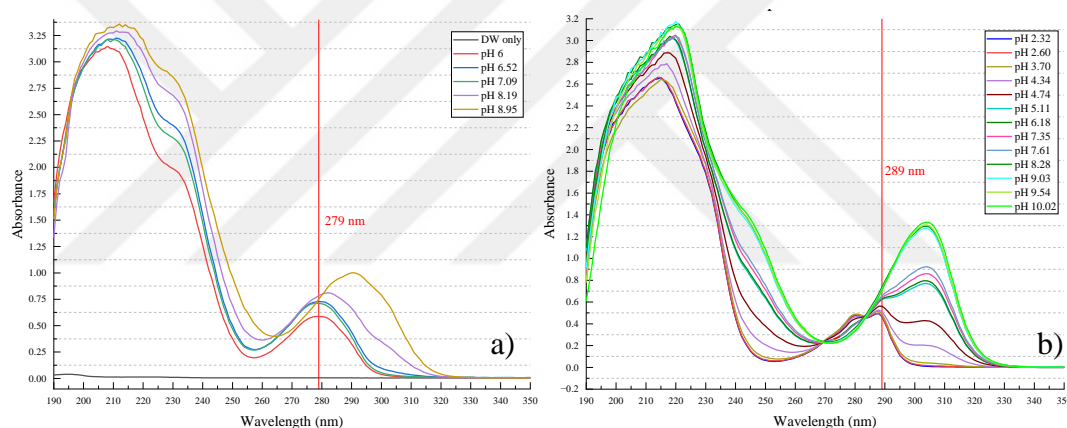 DW only
pH 6
pH 6.52
pH 7.09
pH 8.19
pH 8.95
3.25
3.00
2.75
2.50
2.25
2.00
1.75
1.50
1.25
1.00
0.75
0.50
0.25
0.00
Absorbance
279 nm
a)
190 200 210 220 230 240 250 260 270 280 290 300 310 320 330 340 350
Wavelength (nm)
pH 2.32
pH 2.60
pH 3.70
pH 4.34
pH 4.74
pH 5.11
pH 6.18
pH 7.35
pH 7.61
pH 8.28
pH 9.03
pH 9.54
pH 10.02
3.2
3.0
2.8
2.6
2.4
2.2
2.0
1.8
1.6
1.4
1.2
1.0
0.8
0.6
0.4
0.2
0.0
−0.2
Absorbance
289 nm
b)
190 200 210 220 230 240 250 260 270 280 290 300 310 320 330 340
Wavelength (nm)